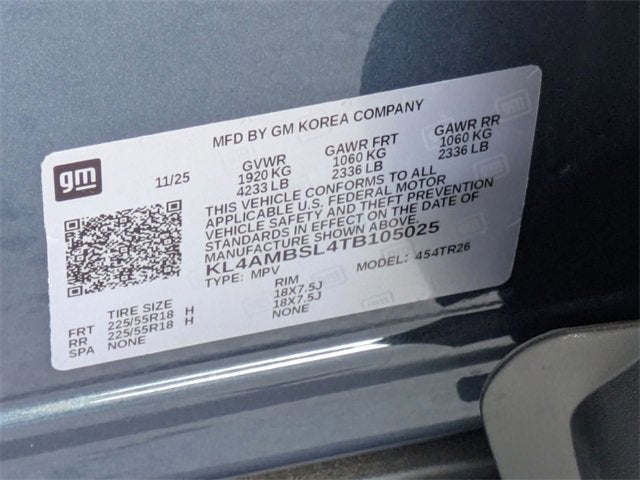 MFD BY GM KOREA COMPANY
gm
11/25
GVWR GAWR FRT GAWR RR
1920 KG 1060 KG 1060 KG
4233 LB 2336 LB 2336 LB
THIS VEHICLE CONFORMS TO ALL
APPLICABLE U.S. FEDERAL MOTOR
VEHICLE SAFETY AND THEFT PREVENTION
STANDARDS IN EFFECT ON THE DATE OF
MANUFACTURE SHOWN ABOVE.
KL4AMBSL4TB105025
TYPE: MPV MODEL: 454TR26
TIRE SIZE RIM
FRT 225/55R18 H 18X7.5J
RR 225/55R18 H 18X7.5J
SPA NONE NONE